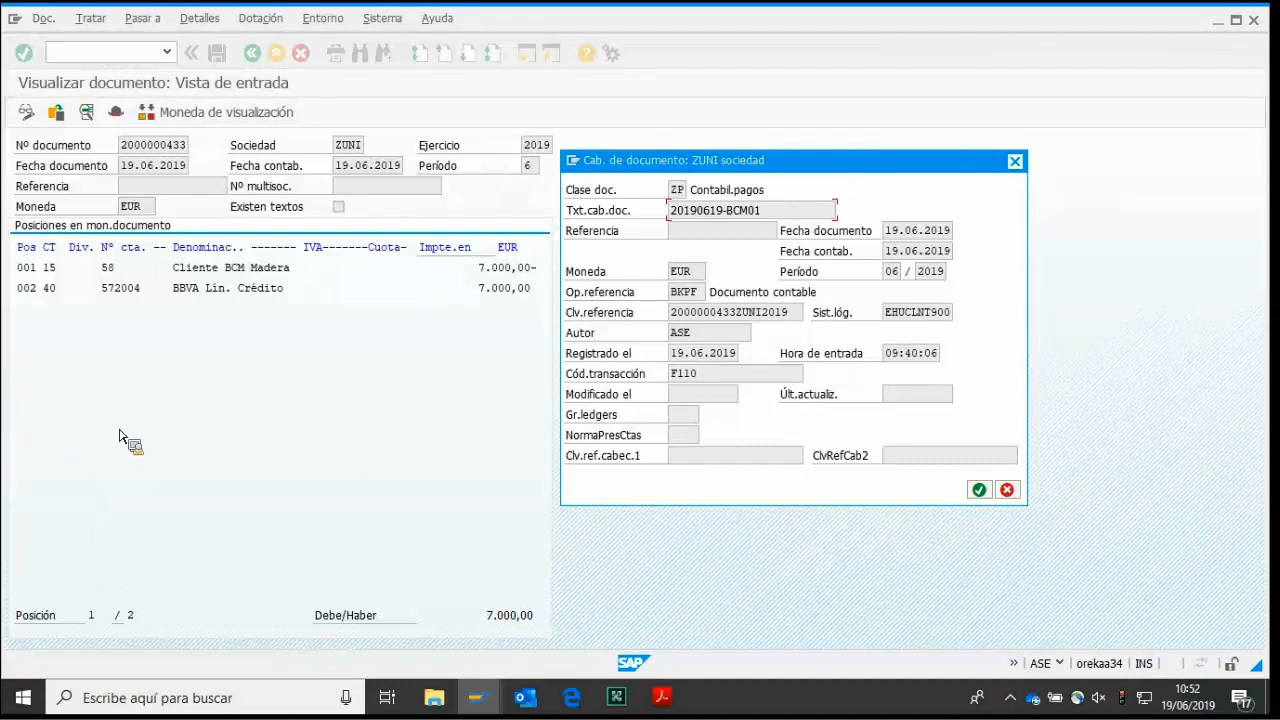 Doc. Tratar Pasar a Detalles Dotación Entorno Sistema Ayuda
Visualizar documento: Vista de entrada
Moneda de visualización
Nº documento 2000000433 Sociedad ZUNI Ejercicio 2019
Fecha documento 19.06.2019 Fecha contab. 19.06.2019 Período 6
Referencia Nº multisoc.
Moneda EUR Existen textos
Posiciones en mon.documento
Pos CT Div. N° cta. -- Denominac.. ------- IVA-------Cuota- Impte.en EUR
001 15 58 Cliente BCM Madera 7.000,00-
002 40 572004 BBVA Lin. Crédito 7.000,00
Posición 1 / 2 Debe/Haber 7.000,00
Cab. de documento: ZUNI sociedad
Clase doc. ZP Contabil.pagos
Txt.cab.doc. 20190619-BCM01
Referencia Fecha documento 19.06.2019
Fecha contab. 19.06.2019
Moneda EUR Período 06 / 2019
Op.referencia BKPF Documento contable
Clv.referencia 2000000433ZUNI2019 Sist.lóg. EHUCLNT900
Autor ASE
Registrado el 19.06.2019 Hora de entrada 09:40:06
Cód.transacción F110
Modificado el Últ.actualiz.
Gr.ledgers
NormaPresCtas
Clv.ref.cabec.1 ClvRefCab2
SAP » ASE orekaa34 INS
Escribe aquí para buscar
10:52
19/06/2019
17